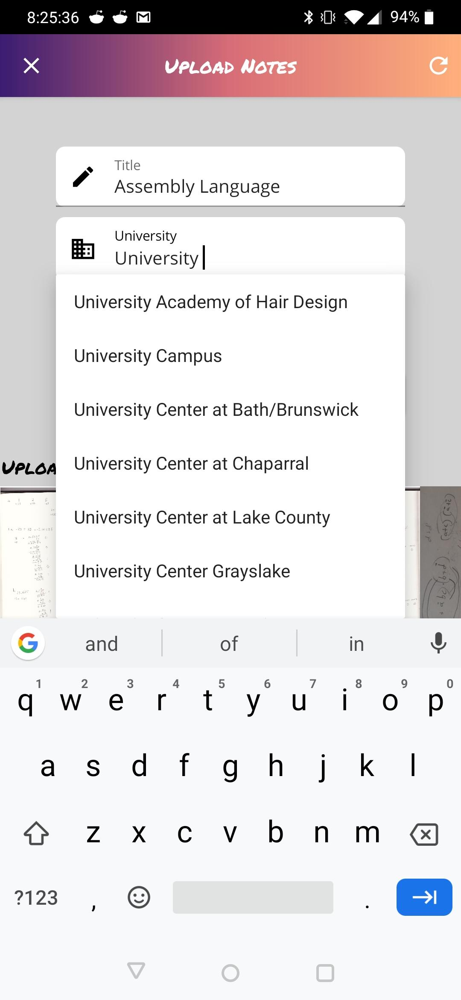 8:25:36 94%
UPLOAD NOTES
Title
Assembly Language
University
University
University Academy of Hair Design
University Campus
University Center at Bath/Brunswick
University Center at Chaparral
University Center at Lake County
University Center Grayslake
and of in
1 2 3 4 5 6 7 8 9 0
q w e r t y u i o p
a s d f g h j k l
z x c v b n m
?123 , .